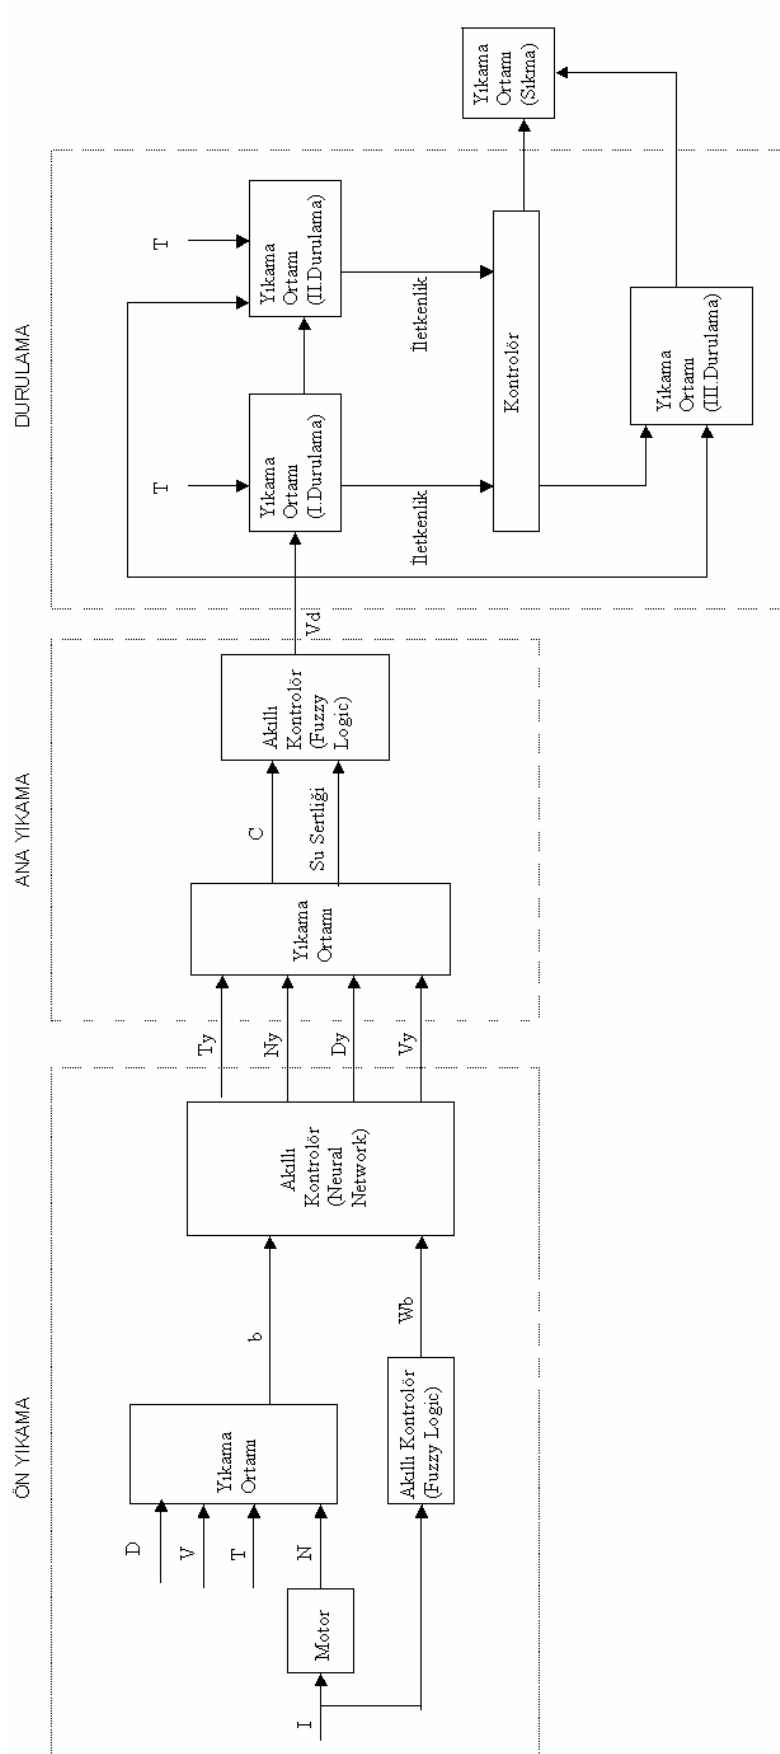 ÖN YIKAMA
I
Motor
D
V
T
N
Yıkama
Ortamı
b
Akıllı Kontrolör
(Fuzzy Logic)
Wb
Akıllı
Kontrolör
(Neural
Network)
ANA YIKAMA
Ty
Ny
Dy
Vy
Yıkama
Ortamı
C
Su Sertliği
Akıllı
Kontrolör
(Fuzzy
Logic)
Vd
DURULAMA
T
Yıkama
Ortamı
(I.Durulama)
İletkenlik
T
Yıkama
Ortamı
(II.Durulama)
İletkenlik
Kontrolör
Yıkama
Ortamı
(III.Durulama)
Yıkama
Ortamı
(Sıkma)